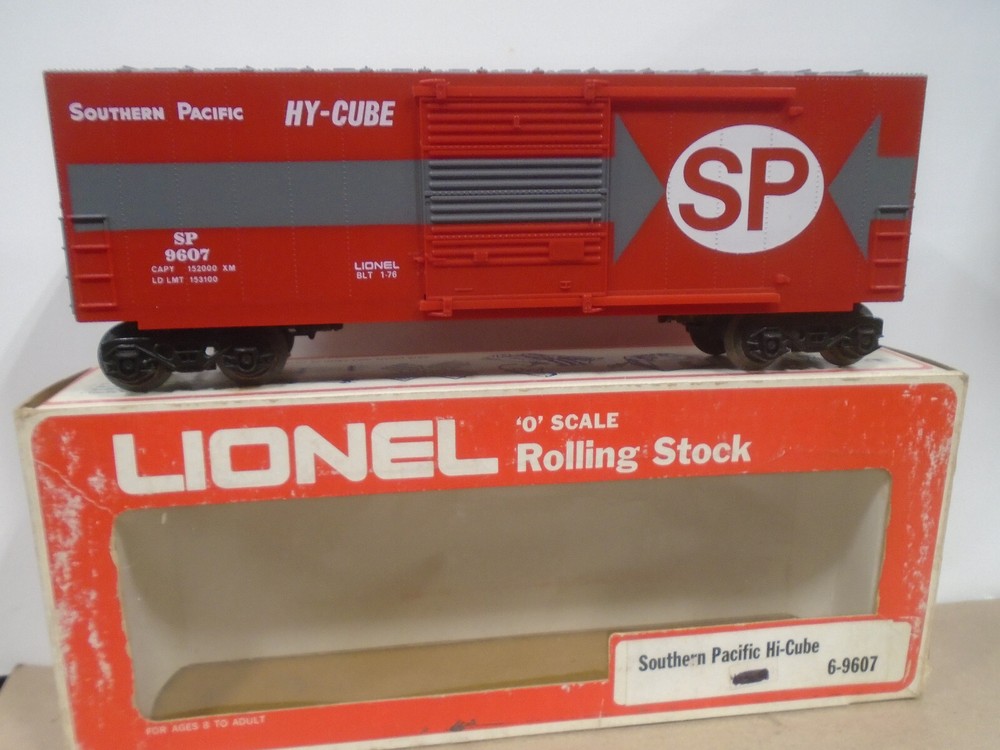 Southern Pacific HY-CUBE
SP
SP
9607
CAPY 152000 XM
LD LMT 153100
LIONEL
BLT 1-76
LIONEL 'O' SCALE
Rolling Stock
Southern Pacific Hi-Cube
6-9607
FOR AGES 8 TO ADULT